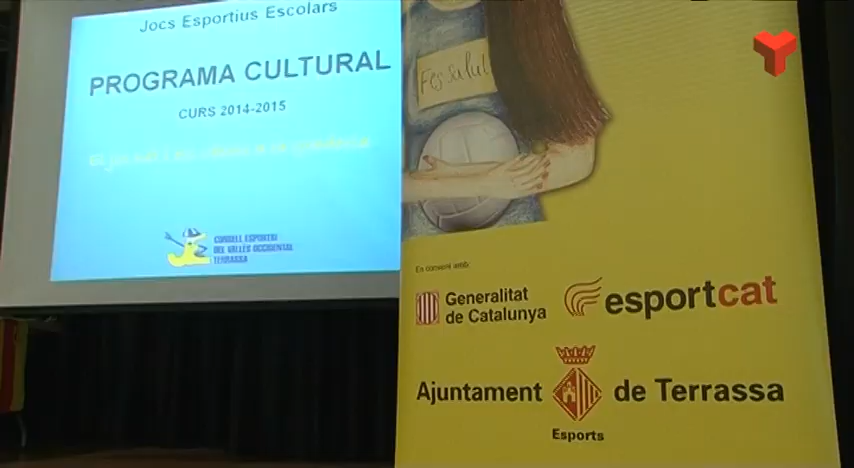 Jocs Esportius Escolars
PROGRAMA CULTURAL
CURS 2014-2015
CONSELL ESPORTIU
DEL VALLÈS OCCIDENTAL
TERRASSA
Fes salut
En conveni amb:
Generalitat
de Catalunya
esportcat
Ajuntament de Terrassa
Esports